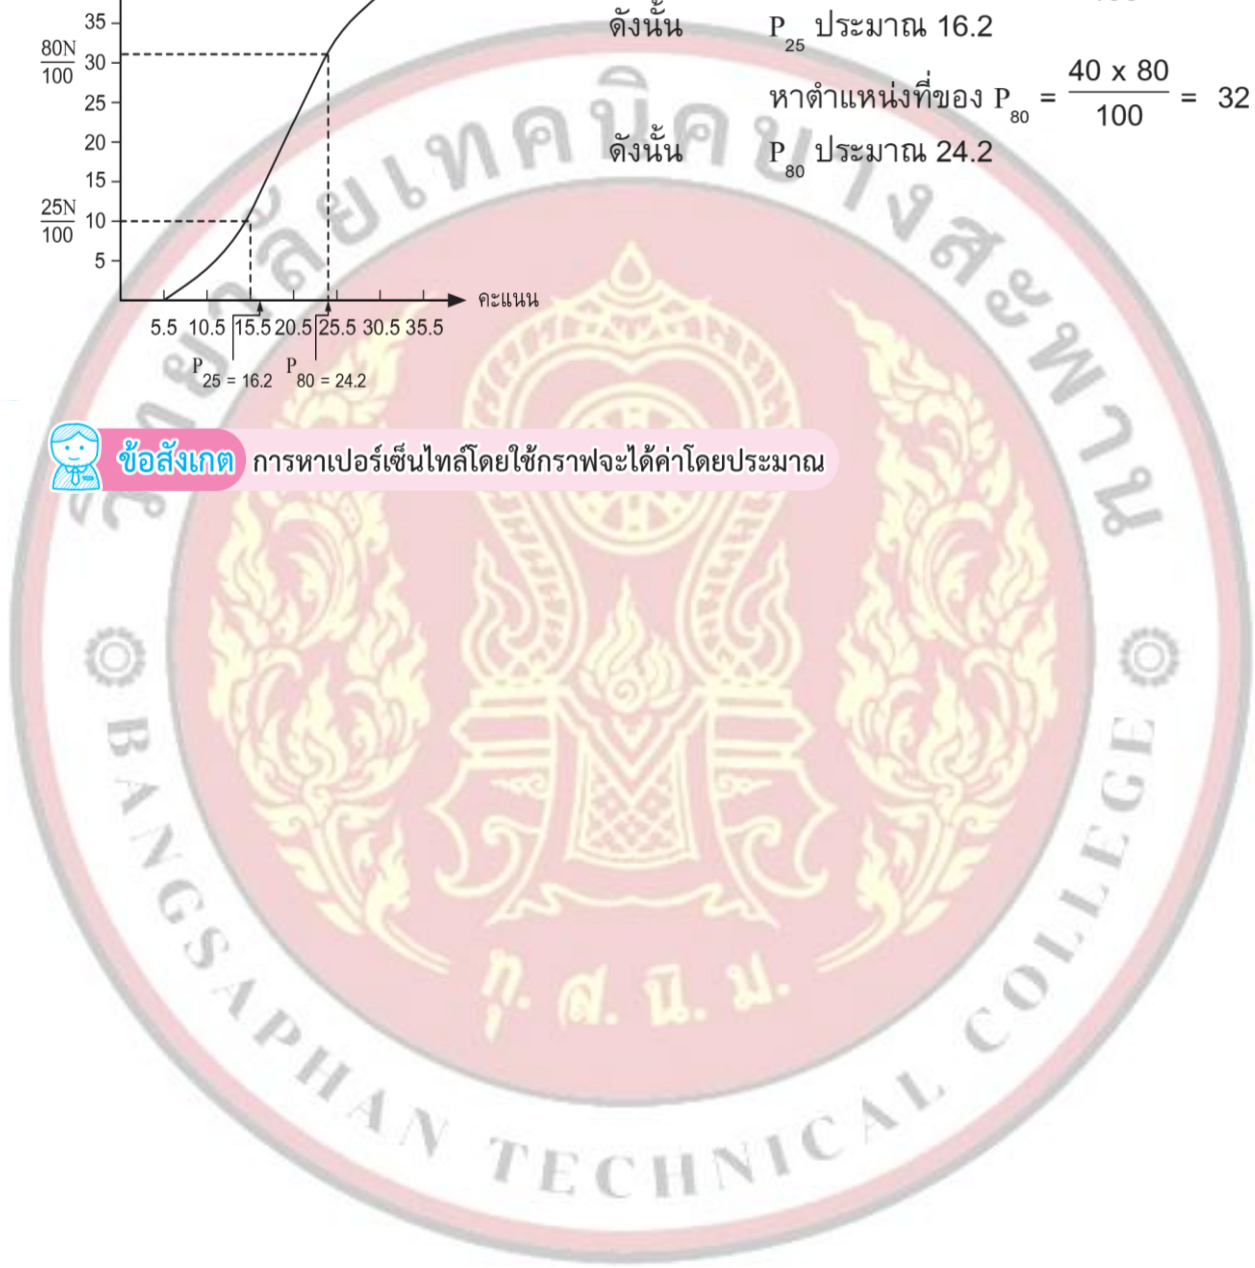 35
80N
100
30
25
20
15
25N
100
10
5
คะแนน
5.5 10.5 15.5 20.5 25.5 30.5 35.5
P25 = 16.2 P80 = 24.2
ดังนั้น P25 ประมาณ 16.2
หาตำแหน่งที่ของ P80 = 40 x 80 / 100 = 32
ดังนั้น P80 ประมาณ 24.2
ข้อสังเกต การหาเปอร์เซ็นไทล์โดยใช้กราฟจะได้ค่าโดยประมาณ
วิทยาลัยเทคนิคบางสะพาน
ทุ. ส. นิ. ม.
BANGSAPHAN TECHNICAL COLLEGE